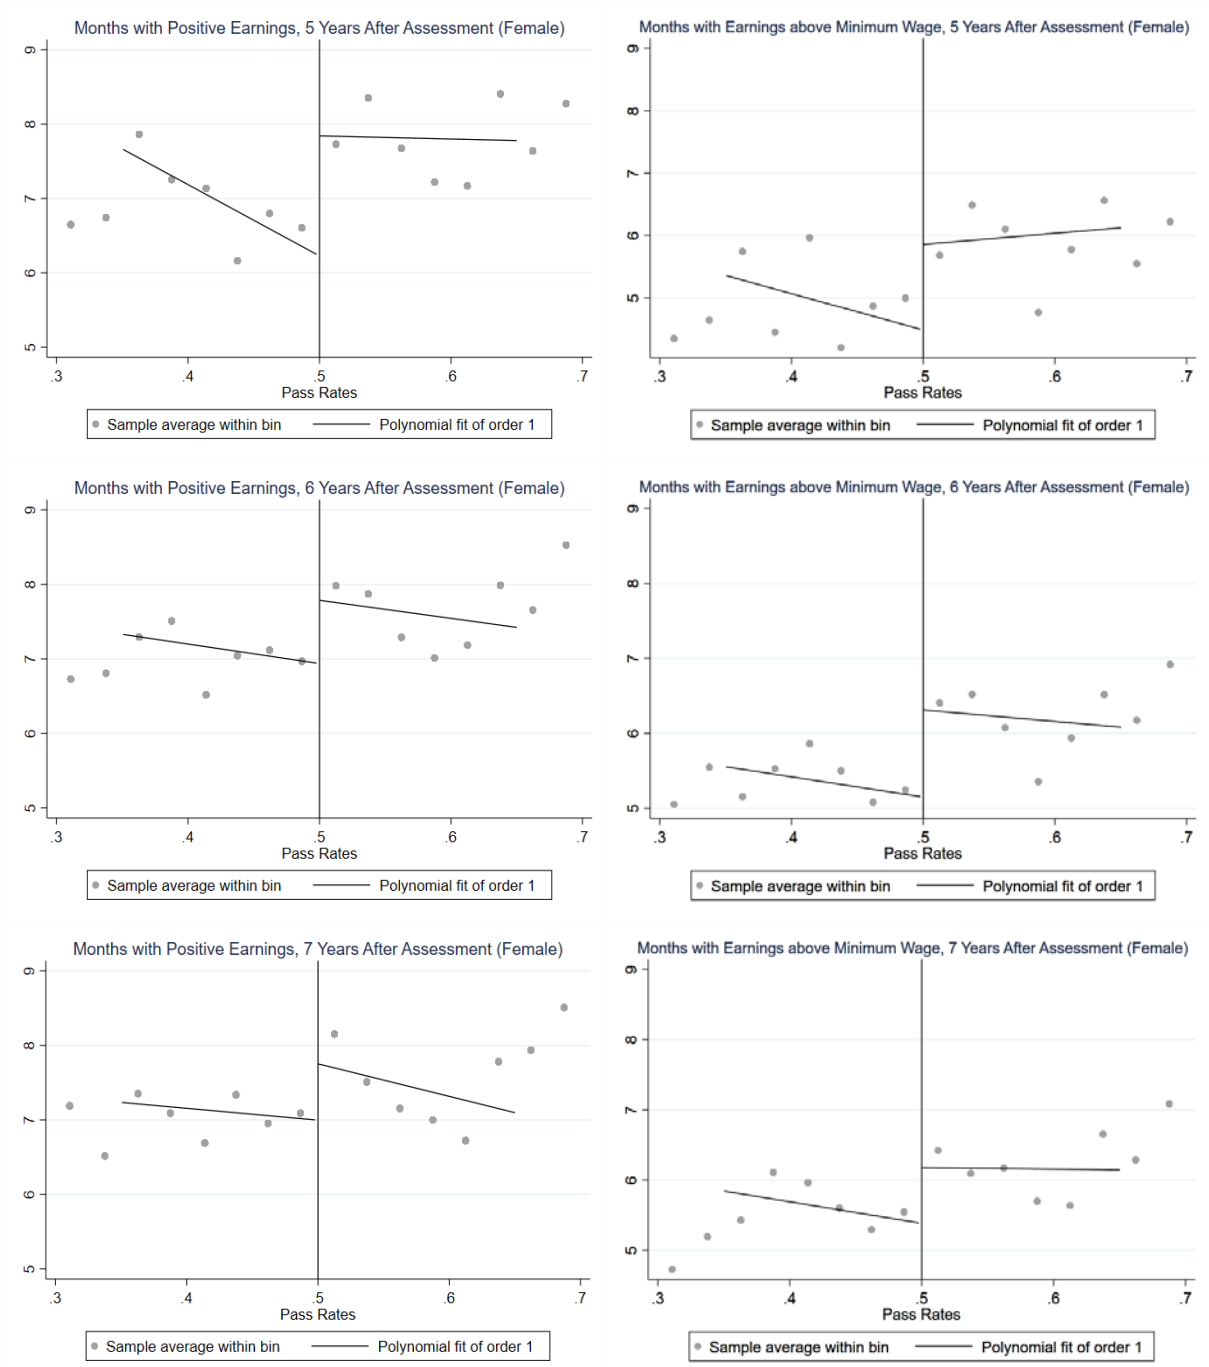 Months with Positive Earnings, 5 Years After Assessment (Female)
9
8
7
6
5
.3 .4 .5 .6 .7
Pass Rates
Sample average within bin Polynomial fit of order 1
Months with Earnings above Minimum Wage, 5 Years After Assessment (Female)
9
8
7
6
5
.3 .4 .5 .6 .7
Pass Rates
Sample average within bin Polynomial fit of order 1
Months with Positive Earnings, 6 Years After Assessment (Female)
9
8
7
6
5
.3 .4 .5 .6 .7
Pass Rates
Sample average within bin Polynomial fit of order 1
Months with Earnings above Minimum Wage, 6 Years After Assessment (Female)
9
8
7
6
5
.3 .4 .5 .6 .7
Pass Rates
Sample average within bin Polynomial fit of order 1
Months with Positive Earnings, 7 Years After Assessment (Female)
9
8
7
6
5
.3 .4 .5 .6 .7
Pass Rates
Sample average within bin Polynomial fit of order 1
Months with Earnings above Minimum Wage, 7 Years After Assessment (Female)
9
8
7
6
5
.3 .4 .5 .6 .7
Pass Rates
Sample average within bin Polynomial fit of order 1